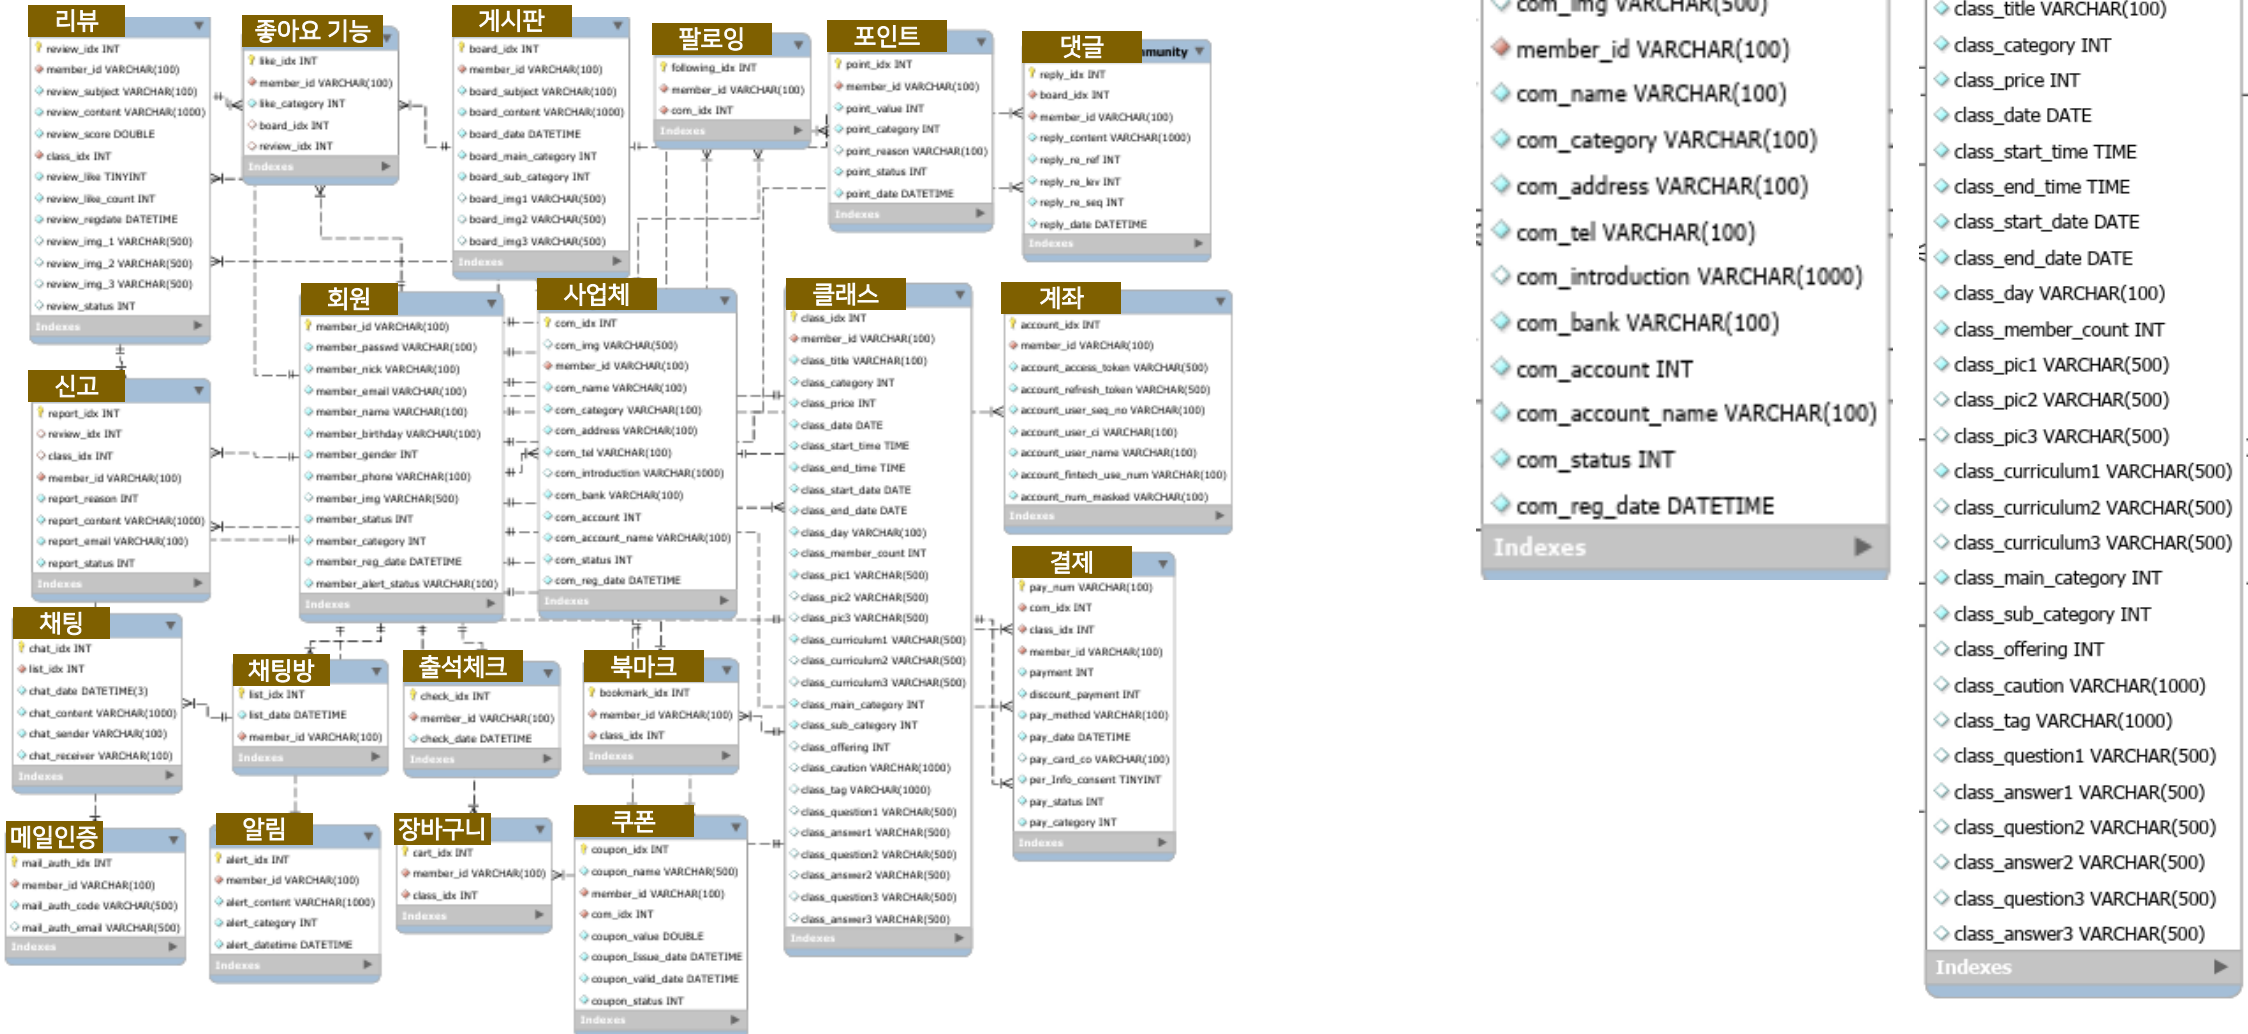 리뷰
review_idx INT
member_id VARCHAR(100)
review_subject VARCHAR(100)
review_content VARCHAR(1000)
review_score DOUBLE
class_idx INT
review_like TINYINT
review_like_count INT
review_regdate DATETIME
review_img_1 VARCHAR(500)
review_img_2 VARCHAR(500)
review_img_3 VARCHAR(500)
review_status INT
Indexes
좋아요 기능
like_idx INT
member_id VARCHAR(100)
like_category INT
board_idx INT
review_idx INT
Indexes
게시판
board_idx INT
member_id VARCHAR(100)
board_subject VARCHAR(100)
board_content VARCHAR(1000)
board_date DATETIME
board_main_category INT
board_sub_category INT
board_img1 VARCHAR(500)
board_img2 VARCHAR(500)
board_img3 VARCHAR(500)
Indexes
팔로잉
following_idx INT
member_id VARCHAR(100)
com_idx INT
Indexes
포인트
point_idx INT
member_id VARCHAR(100)
point_value INT
point_category INT
point_reason VARCHAR(100)
point_status INT
point_date DATETIME
Indexes
댓글
munity
reply_idx INT
board_idx INT
member_id VARCHAR(100)
reply_content VARCHAR(1000)
reply_re_ref INT
reply_re_lev INT
reply_re_seq INT
reply_date DATETIME
Indexes
신고
report_idx INT
review_idx INT
class_idx INT
member_id VARCHAR(100)
report_reason INT
report_content VARCHAR(1000)
report_email VARCHAR(100)
report_status INT
Indexes
회원
member_id VARCHAR(100)
member_passwd VARCHAR(100)
member_nick VARCHAR(100)
member_email VARCHAR(100)
member_name VARCHAR(100)
member_birthday VARCHAR(100)
member_gender INT
member_phone VARCHAR(100)
member_img VARCHAR(500)
member_status INT
member_category INT
member_reg_date DATETIME
member_alert_status VARCHAR(100)
Indexes
사업체
com_idx INT
com_img VARCHAR(500)
member_id VARCHAR(100)
com_name VARCHAR(100)
com_category VARCHAR(100)
com_address VARCHAR(100)
com_tel VARCHAR(100)
com_introduction VARCHAR(1000)
com_bank VARCHAR(100)
com_account INT
com_account_name VARCHAR(100)
com_status INT
com_reg_date DATETIME
Indexes
클래스
class_idx INT
member_id VARCHAR(100)
class_title VARCHAR(100)
class_category INT
class_price INT
class_date DATE
class_start_time TIME
class_end_time TIME
class_start_date DATE
class_end_date DATE
class_day VARCHAR(100)
class_member_count INT
class_pic1 VARCHAR(500)
class_pic2 VARCHAR(500)
class_pic3 VARCHAR(500)
class_curriculum1 VARCHAR(500)
class_curriculum2 VARCHAR(500)
class_curriculum3 VARCHAR(500)
class_main_category INT
class_sub_category INT
class_offering INT
class_caution VARCHAR(1000)
class_tag VARCHAR(1000)
class_question1 VARCHAR(500)
class_answer1 VARCHAR(500)
class_question2 VARCHAR(500)
class_answer2 VARCHAR(500)
class_question3 VARCHAR(500)
class_answer3 VARCHAR(500)
Indexes
계좌
account_idx INT
member_id VARCHAR(100)
account_access_token VARCHAR(500)
account_refresh_token VARCHAR(500)
account_user_seq_no VARCHAR(100)
account_user_ci VARCHAR(100)
account_user_name VARCHAR(100)
account_fintech_use_num VARCHAR(100)
account_num_masked VARCHAR(100)
Indexes
결제
pay_num VARCHAR(100)
com_idx INT
class_idx INT
member_id VARCHAR(100)
payment INT
discount_payment INT
pay_method VARCHAR(100)
pay_date DATETIME
pay_card_co VARCHAR(100)
per_Info_consent TINYINT
pay_status INT
pay_category INT
Indexes
채팅
chat_idx INT
list_idx INT
chat_date DATETIME(3)
chat_content VARCHAR(1000)
chat_sender VARCHAR(100)
chat_receiver VARCHAR(100)
Indexes
채팅방
list_idx INT
list_date DATETIME
member_id VARCHAR(100)
Indexes
출석체크
check_idx INT
member_id VARCHAR(100)
check_date DATETIME
Indexes
북마크
bookmark_idx INT
member_id VARCHAR(100)
class_idx INT
Indexes
메일인증
mail_auth_idx INT
member_id VARCHAR(100)
mail_auth_code VARCHAR(500)
mail_auth_email VARCHAR(500)
Indexes
알림
alert_idx INT
member_id VARCHAR(100)
alert_content VARCHAR(1000)
alert_category INT
alert_datetime DATETIME
Indexes
장바구니
cart_idx INT
member_id VARCHAR(100)
class_idx INT
Indexes
쿠폰
coupon_idx INT
coupon_name VARCHAR(500)
member_id VARCHAR(100)
com_idx INT
coupon_value DOUBLE
coupon_Issue_date DATETIME
coupon_valid_date DATETIME
coupon_status INT
Indexes
com_img VARCHAR(500)
member_id VARCHAR(100)
com_name VARCHAR(100)
com_category VARCHAR(100)
com_address VARCHAR(100)
com_tel VARCHAR(100)
com_introduction VARCHAR(1000)
com_bank VARCHAR(100)
com_account INT
com_account_name VARCHAR(100)
com_status INT
com_reg_date DATETIME
Indexes
class_title VARCHAR(100)
class_category INT
class_price INT
class_date DATE
class_start_time TIME
class_end_time TIME
class_start_date DATE
class_end_date DATE
class_day VARCHAR(100)
class_member_count INT
class_pic1 VARCHAR(500)
class_pic2 VARCHAR(500)
class_pic3 VARCHAR(500)
class_curriculum1 VARCHAR(500)
class_curriculum2 VARCHAR(500)
class_curriculum3 VARCHAR(500)
class_main_category INT
class_sub_category INT
class_offering INT
class_caution VARCHAR(1000)
class_tag VARCHAR(1000)
class_question1 VARCHAR(500)
class_answer1 VARCHAR(500)
class_question2 VARCHAR(500)
class_answer2 VARCHAR(500)
class_question3 VARCHAR(500)
class_answer3 VARCHAR(500)
Indexes